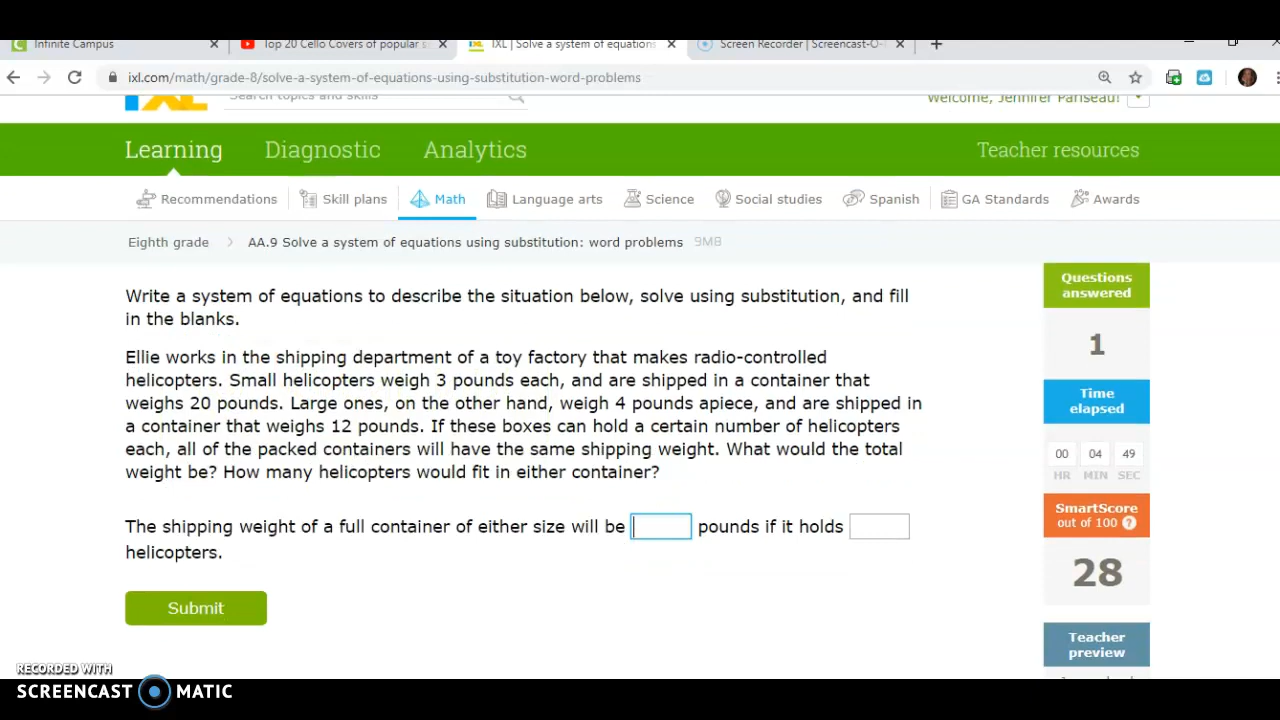 Infinite Campus
Top 20 Cello Covers of popular s
IXL | Solve a system of equations
Screen Recorder | Screencast-O-
ixl.com/math/grade-8/solve-a-system-of-equations-using-substitution-word-problems
IXL
Search topics and skills
Welcome, Jennifer Pariseau!
Learning
Diagnostic
Analytics
Teacher resources
Recommendations
Skill plans
Math
Language arts
Science
Social studies
Spanish
GA Standards
Awards
Eighth grade
AA.9 Solve a system of equations using substitution: word problems 9MB
Write a system of equations to describe the situation below, solve using substitution, and fill
in the blanks.
Ellie works in the shipping department of a toy factory that makes radio-controlled
helicopters. Small helicopters weigh 3 pounds each, and are shipped in a container that
weighs 20 pounds. Large ones, on the other hand, weigh 4 pounds apiece, and are shipped in
a container that weighs 12 pounds. If these boxes can hold a certain number of helicopters
each, all of the packed containers will have the same shipping weight. What would the total
weight be? How many helicopters would fit in either container?
The shipping weight of a full container of either size will be pounds if it holds
helicopters.
Submit
Questions
answered
1
Time
elapsed
00 04 49
HR MIN SEC
SmartScore
out of 100 ?
28
Teacher
preview
RECORDED WITH
SCREENCAST MATIC